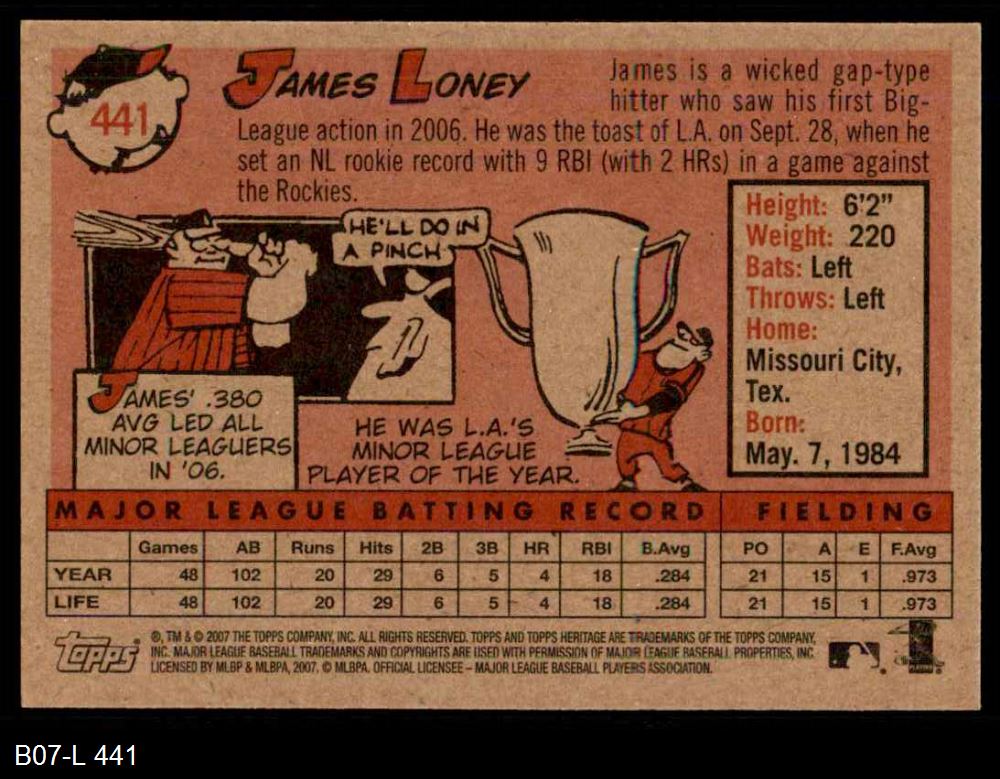 441
JAMES LONEY
James is a wicked gap-type
hitter who saw his first Big-
League action in 2006. He was the toast of L.A. on Sept. 28, when he
set an NL rookie record with 9 RBI (with 2 HRs) in a game against
the Rockies.
HE'LL DO IN
A PINCH
JAMES' .380
AVG LED ALL
MINOR LEAGUERS
IN '06.
HE WAS L.A.'S
MINOR LEAGUE
PLAYER OF THE YEAR.
Height: 6'2"
Weight: 220
Bats: Left
Throws: Left
Home:
Missouri City,
Tex.
Born:
May. 7, 1984
MAJOR LEAGUE BATTING RECORD FIELDING
Games AB Runs Hits 2B 3B HR RBI B.Avg PO A E F.Avg
YEAR 48 102 20 29 6 5 4 18 .284 21 15 1 .973
LIFE 48 102 20 29 6 5 4 18 .284 21 15 1 .973
Topps
®, TM & © 2007 THE TOPPS COMPANY, INC. ALL RIGHTS RESERVED. TOPPS AND TOPPS HERITAGE ARE TRADEMARKS OF THE TOPPS COMPANY,
INC. MAJOR LEAGUE BASEBALL TRADEMARKS AND COPYRIGHTS ARE USED WITH PERMISSION OF MAJOR LEAGUE BASEBALL PROPERTIES, INC.
LICENSED BY MLBP & MLBPA, 2007. © MLBPA. OFFICIAL LICENSEE – MAJOR LEAGUE BASEBALL PLAYERS ASSOCIATION.
B07-L 441